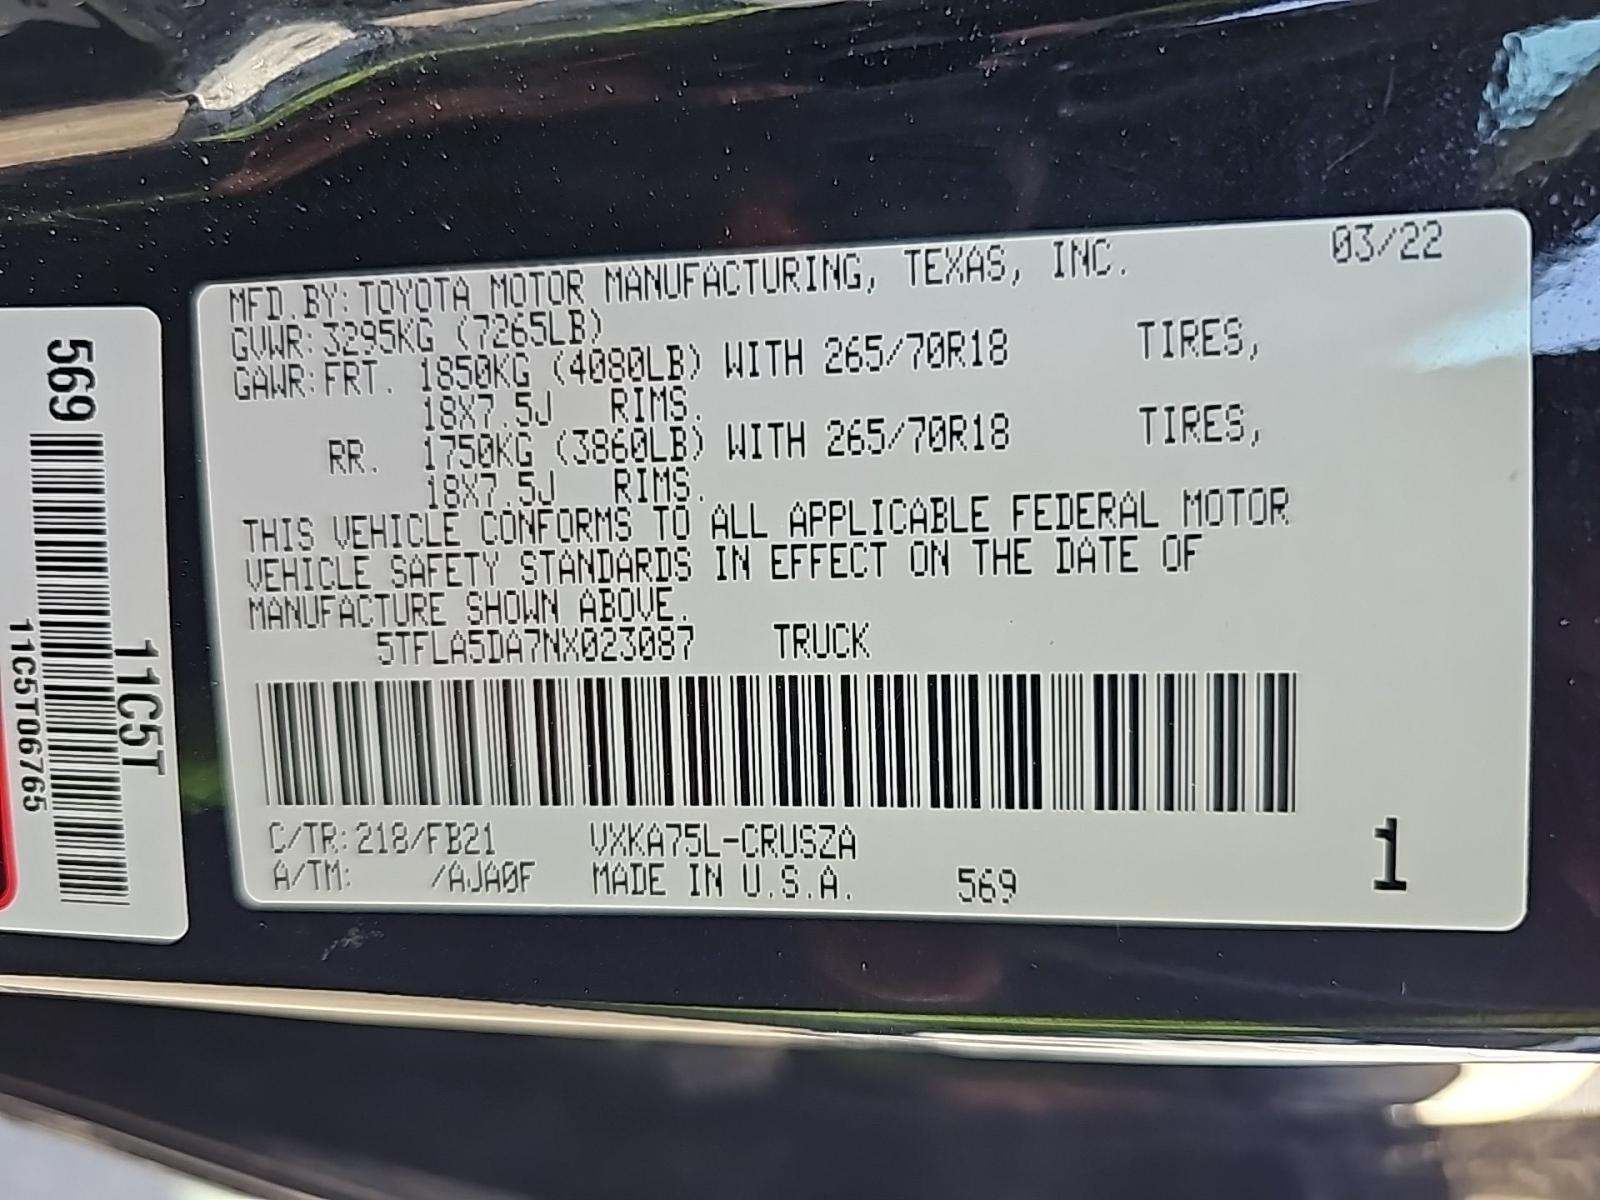 MFD.BY:TOYOTA MOTOR MANUFACTURING, TEXAS, INC. 03/22
GVWR:3295KG (7265LB)
GAWR:FRT. 1850KG (4080LB) WITH 265/70R18 TIRES,
18X7.5J RIMS.
RR. 1750KG (3860LB) WITH 265/70R18 TIRES,
18X7.5J RIMS.
THIS VEHICLE CONFORMS TO ALL APPLICABLE FEDERAL MOTOR
VEHICLE SAFETY STANDARDS IN EFFECT ON THE DATE OF
MANUFACTURE SHOWN ABOVE.
5TFLA5DA7NX023087 TRUCK
C/TR:218/FB21 VXKA75L-CRUSZA
A/TM: /AJA0F MADE IN U.S.A. 569
1
569
11C5T
11C5T06765